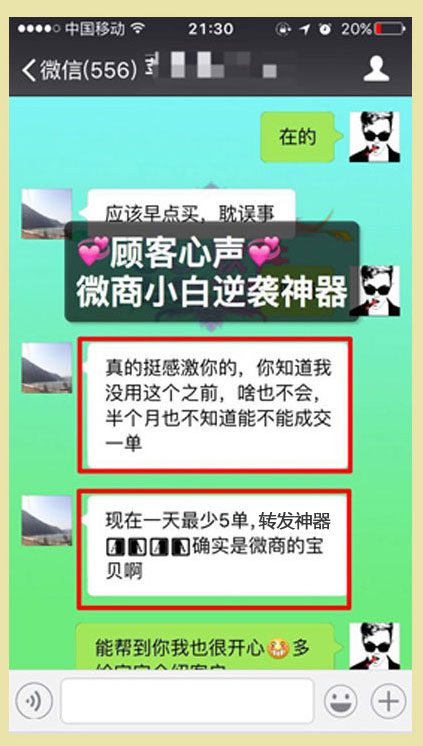 中国移动 21:30 20%
微信(556)
在的
应该早点买，耽误事
💞顾客心声💞
微商小白逆袭神器
真的挺感激你的，你知道我
没用这个之前，啥也不会，
半个月也不知道能不能成交
一单
现在一天最少5单,转发神器
确实是微商的宝
贝啊
能帮到你我也很开心😆多